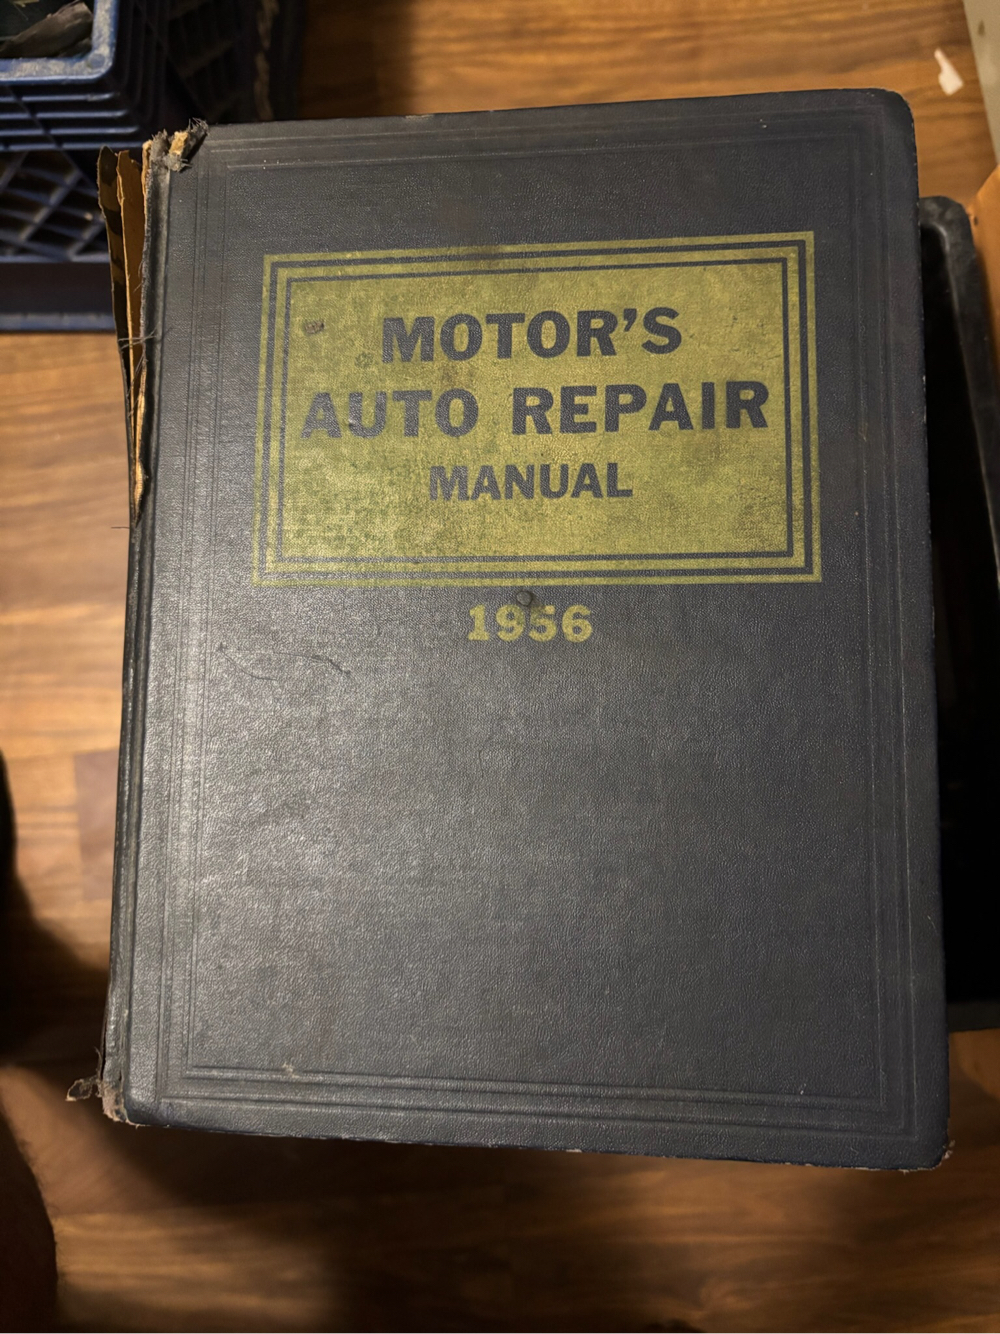 MOTOR'S
AUTO REPAIR
MANUAL
1956